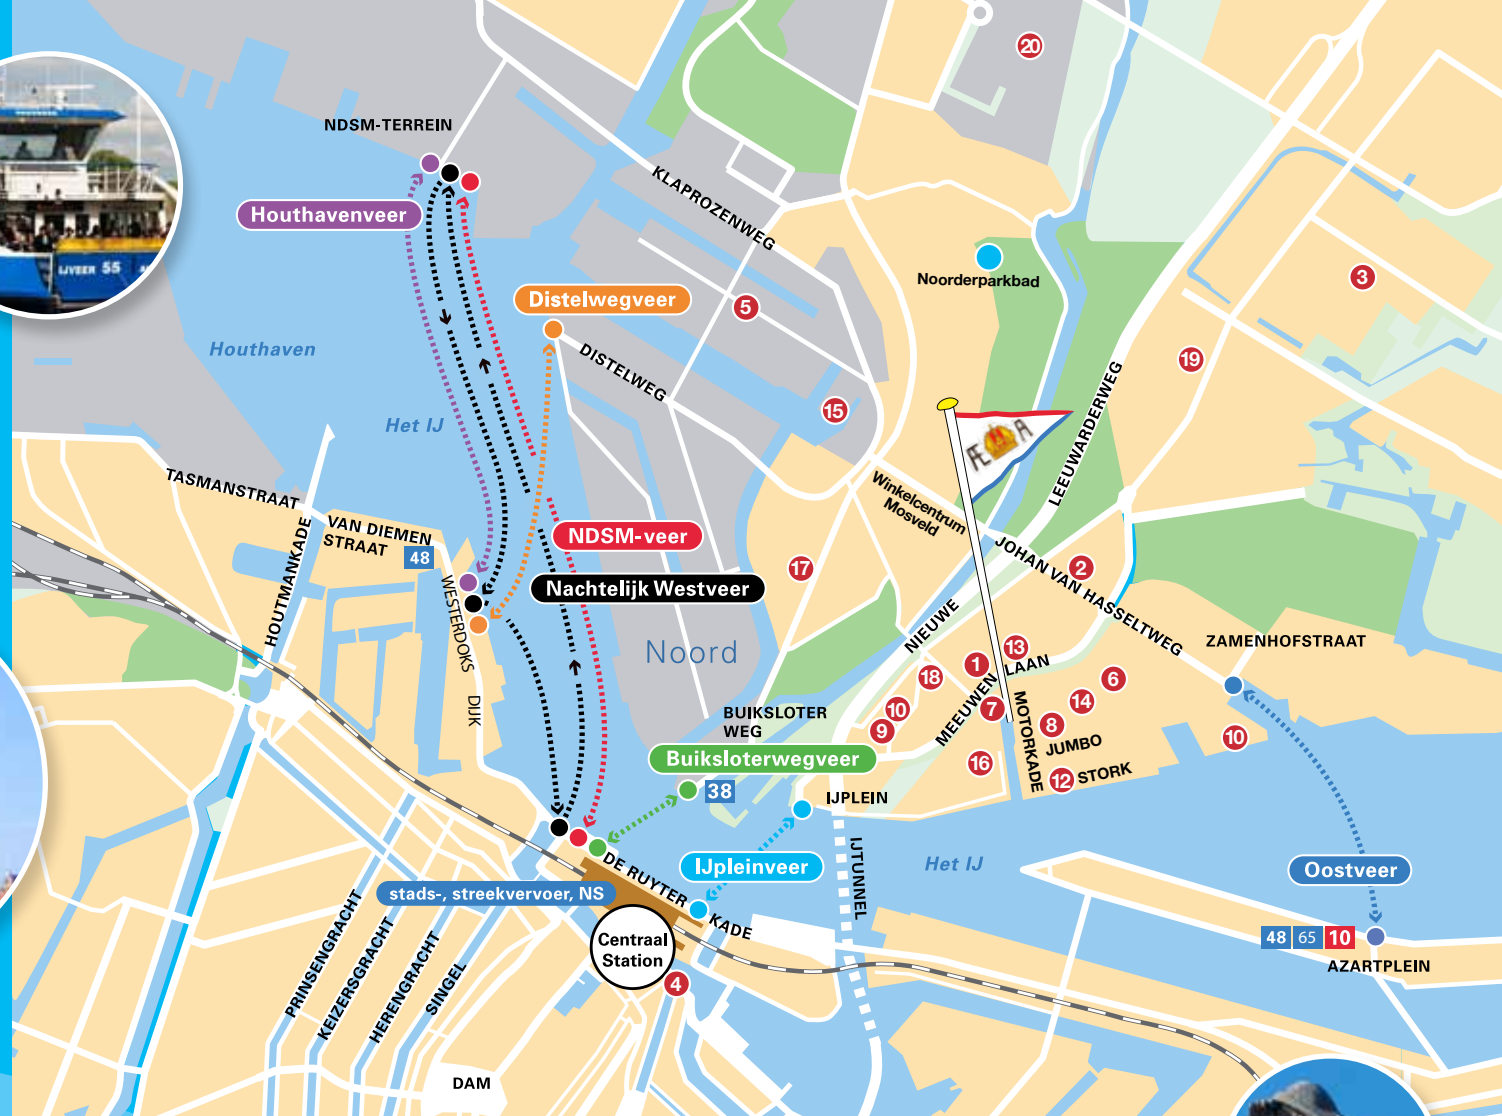 20
NDSM-TERREIN
KLAPROZENWEG
Houthavenveer
IJVEER 55
Noorderparkbad
3
Distelwegveer
5
Houthaven
DISTELWEG
19
LEEUWARDERWEG
15
Het IJ
Æ A
TASMANSTRAAT
Winkelcentrum
Mosveld
VAN DIEMEN
STRAAT
48
HOUTMANKADE
NDSM-veer
JOHAN VAN HASSELTWEG
2
17
Nachtelijk Westveer
WESTERDOKS
DIJK
NIEUWE
LEEUWARDERWEG
ZAMENHOFSTRAAT
Noord
13
1
MEEUWENLAAN
18
6
14
7
10
MOTORKADE
8
9
BUIKSLOTER
WEG
JUMBO
10
Buiksloterwegveer
16
12
STORK
38
IJPLEIN
IJTUNNEL
DE RUYTER
KADE
IJpleinveer
Het IJ
Oostveer
stads-, streekvervoer, NS
PRINSENGRACHT
KEIZERSGRACHT
HERENGRACHT
SINGEL
Centraal
Station
4
48 65 10
AZARTPLEIN
DAM